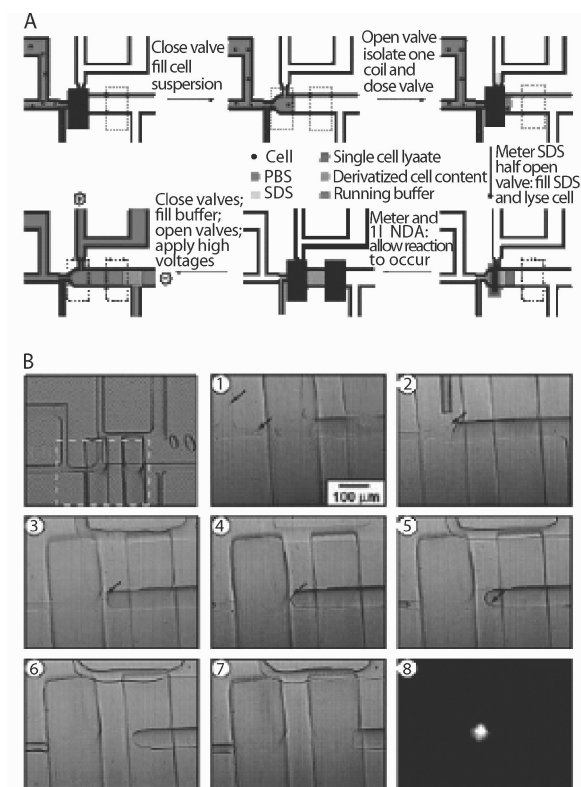 A
Close valve
fill cell
suspension
Open valve
isolate one
coil and
dose valve
Cell
PBS
SDS
Single cell lyaate
Derivatized cell content
Running buffer
Meter SDS
half open
valve: fill SDS
and lyse cell
Close valves;
fill buffer;
open valves;
apply high
voltages
Meter and
1I NDA:
allow reaction
to occur
B
1
2
100 μm
3
4
5
6
7
8